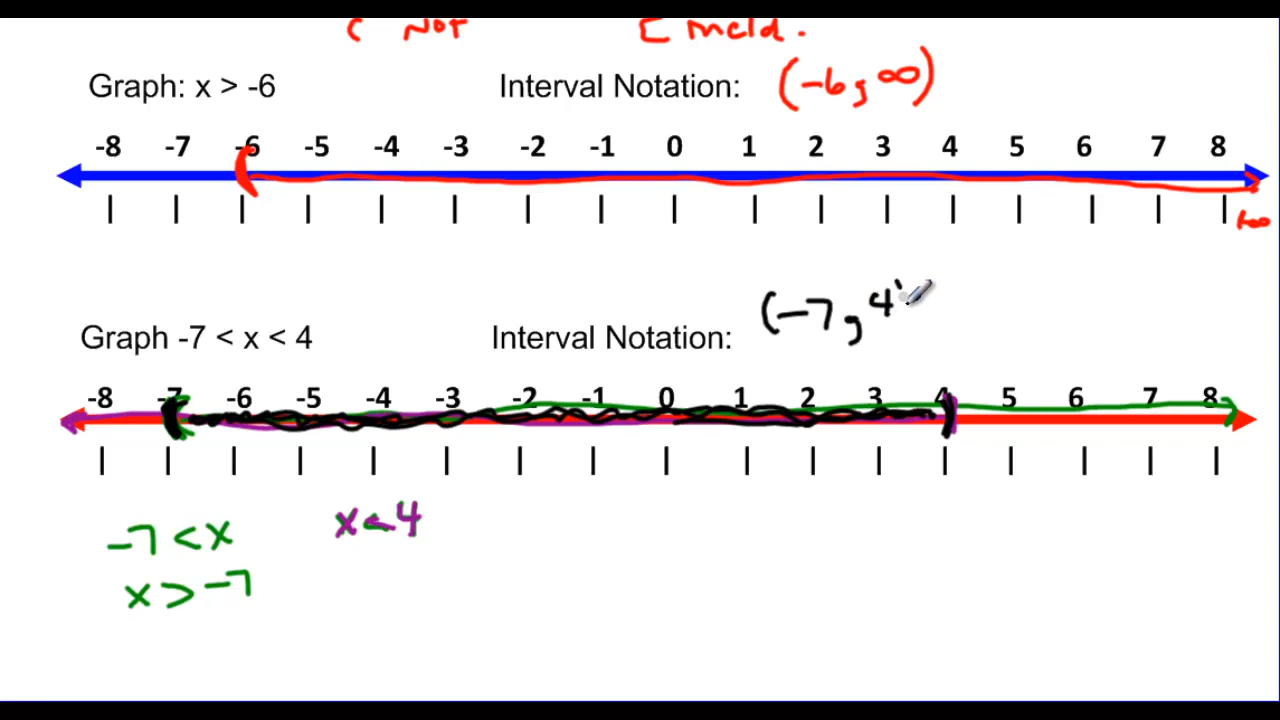 ( Not [ Incld.
Graph: x > -6 Interval Notation: (-6, ∞)
-8 -7 -6 -5 -4 -3 -2 -1 0 1 2 3 4 5 6 7 8
+∞
Graph -7 < x < 4 Interval Notation: (-7, 4
-8 -7 -6 -5 -4 -3 -2 -1 0 1 2 3 4 5 6 7 8
-7 < x x < 4
x > -7